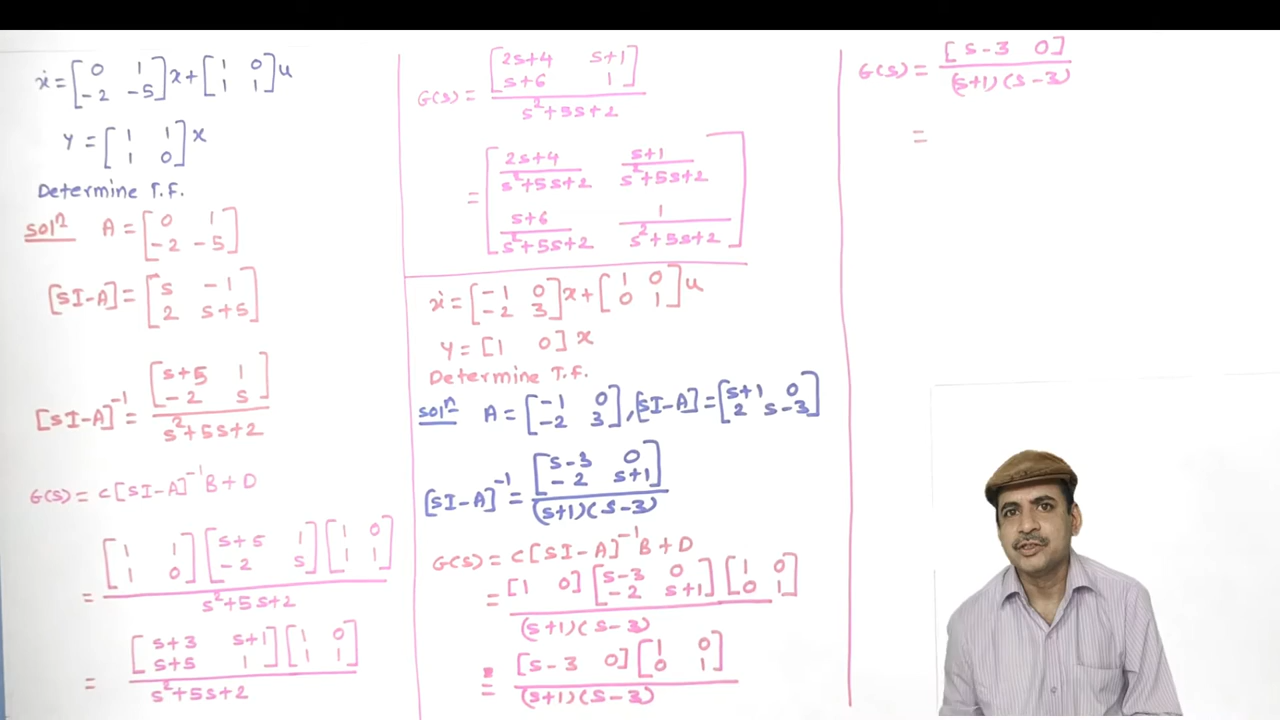 ẋ = [0 1; -2 -5] x + [1 0; 1 1] u
Y = [1 1; 1 0] x
Determine T.F.
solⁿ A = [0 1; -2 -5]
[sI-A] = [s -1; 2 s+5]
[sI-A]⁻¹ = [s+5 1; -2 s] / s²+5s+2
G(s) = C[sI-A]⁻¹ B + D
= [1 1; 1 0] [s+5 1; -2 s] [1 0; 1 1] / s²+5s+2
= [s+3 s+1; s+5 1] [1 0; 1 1] / s²+5s+2
G(s) = [2s+4 s+1; s+6 1] / s²+5s+2
= [2s+4 / s²+5s+2 s+1 / s²+5s+2; s+6 / s²+5s+2 1 / s²+5s+2]
ẋ = [-1 0; -2 3] x + [1 0; 0 1] u
Y = [1 0] x
Determine T.F.
solⁿ A = [-1 0; -2 3], [sI-A] = [s+1 0; 2 s-3]
[sI-A]⁻¹ = [s-3 0; -2 s+1] / (s+1)(s-3)
G(s) = C[sI-A]⁻¹ B + D
= [1 0] [s-3 0; -2 s+1] [1 0; 0 1] / (s+1)(s-3)
= [s-3 0] [1 0; 0 1] / (s+1)(s-3)
G(s) = [s-3 0] / (s+1)(s-3)
=